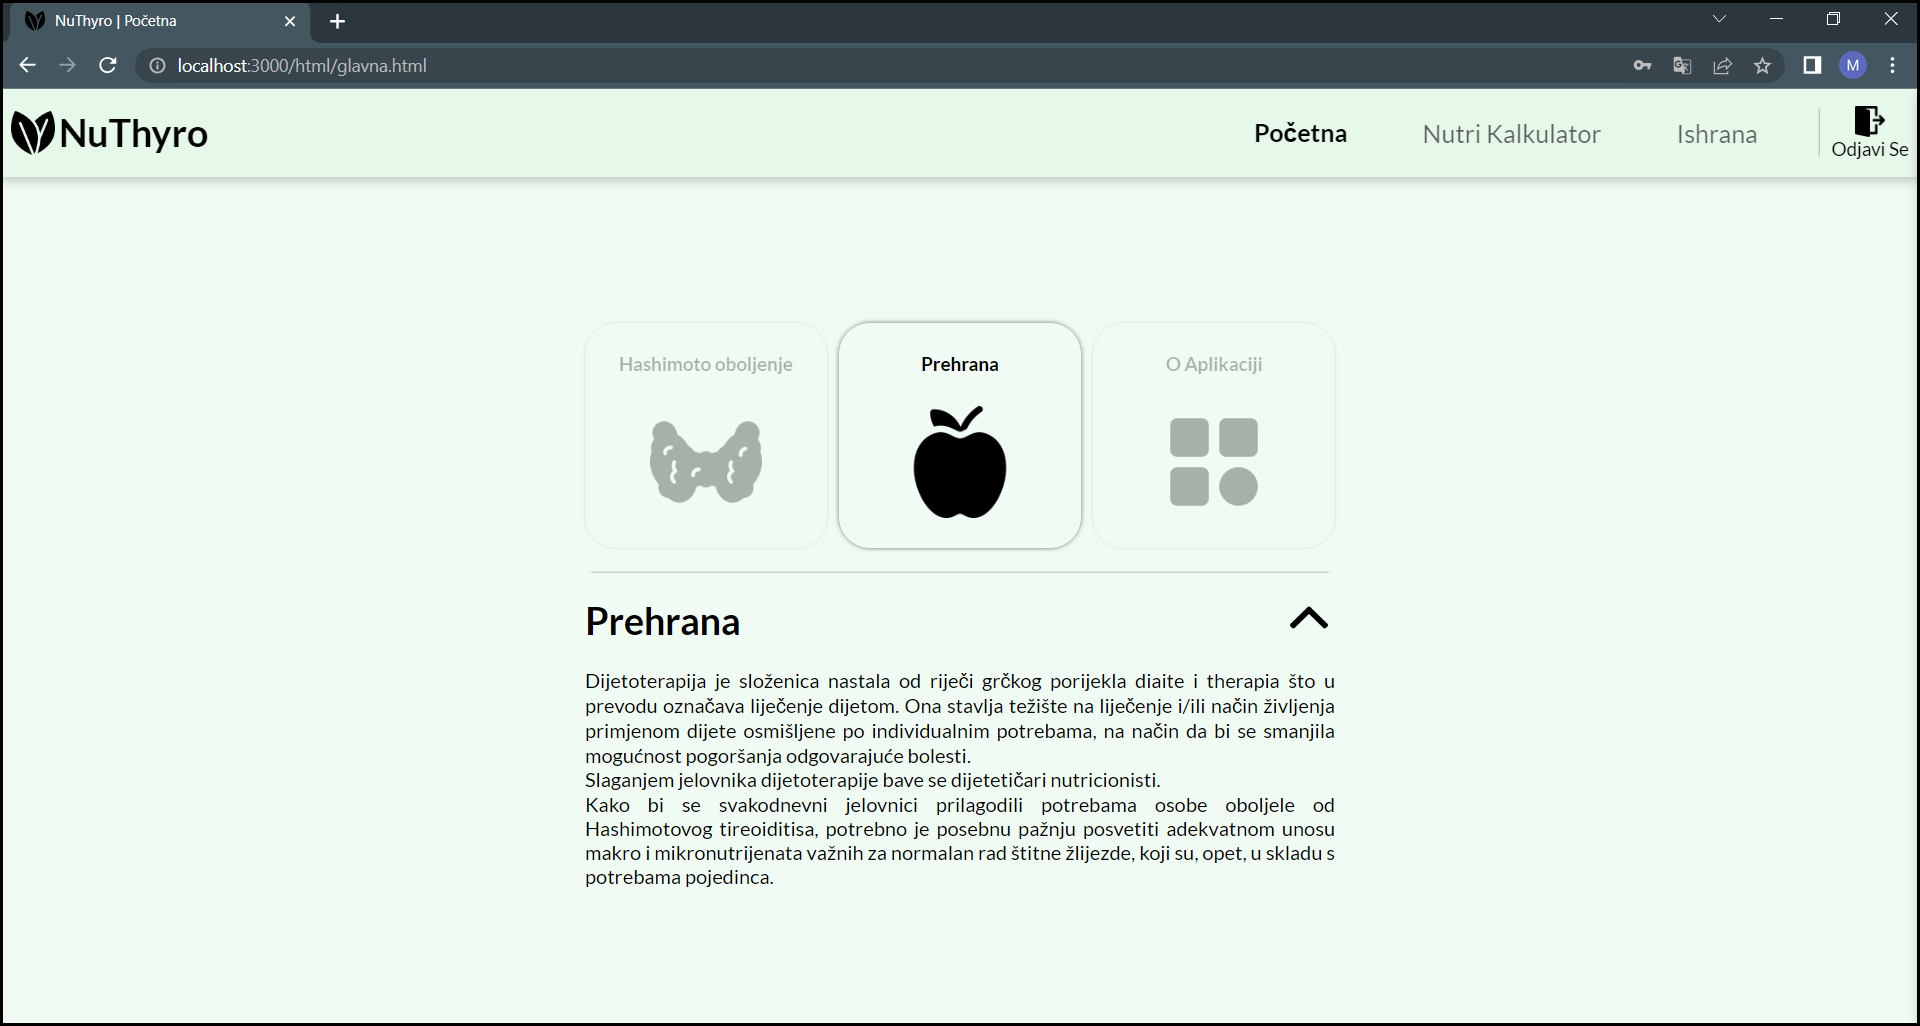 NuThyro | Početna
localhost:3000/html/glavna.html
M
NuThyro
Početna
Nutri Kalkulator
Ishrana
Odjavi Se
Hashimoto oboljenje
Prehrana
O Aplikaciji
Prehrana
Dijetoterapija je složenica nastala od riječi grčkog porijekla diaite i therapia što u
prevodu označava liječenje dijetom. Ona stavlja težište na liječenje i/ili način življenja
primjenom dijete osmišljene po individualnim potrebama, na način da bi se smanjila
mogućnost pogoršanja odgovarajuće bolesti.
Slaganjem jelovnika dijetoterapije bave se dijetetičari nutricionisti.
Kako bi se svakodnevni jelovnici prilagodili potrebama osobe oboljele od
Hashimotovog tireoiditisa, potrebno je posebnu pažnju posvetiti adekvatnom unosu
makro i mikronutrijenata važnih za normalan rad štitne žlijezde, koji su, opet, u skladu s
potrebama pojedinca.